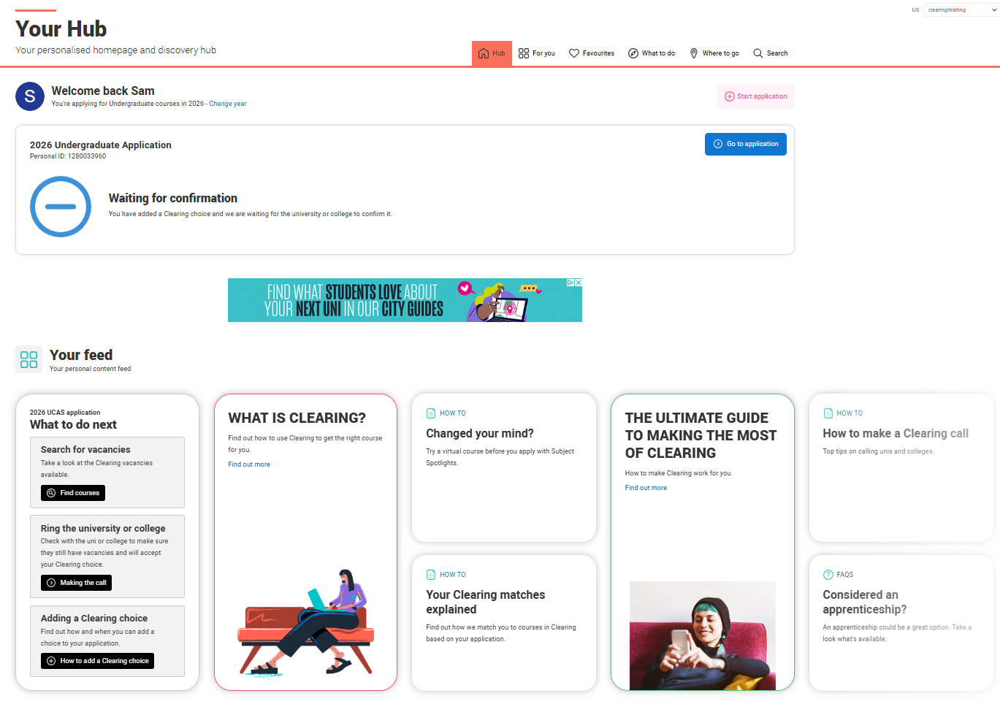 UG clearingWaiting
Your Hub
Your personalised homepage and discovery hub
Hub For you Favourites What to do Where to go Search
S
Welcome back Sam
You're applying for Undergraduate courses in 2026 - Change year
Start application
2026 Undergraduate Application
Personal ID: 1280033960
Go to application
Waiting for confirmation
You have added a Clearing choice and we are waiting for the university or college to confirm it.
FIND WHAT STUDENTS LOVE ABOUT
YOUR NEXT UNI IN OUR CITY GUIDES
Your feed
Your personal content feed
2026 UCAS application
What to do next
Search for vacancies
Take a look at the Clearing vacancies
available.
Find courses
Ring the university or college
Check with the uni or college to make sure
they still have vacancies and will accept
your Clearing choice.
Making the call
Adding a Clearing choice
Find out how and when you can add a
choice to your application.
How to add a Clearing choice
WHAT IS CLEARING?
Find out how to use Clearing to get the right course
for you.
Find out more
HOW TO
Changed your mind?
Try a virtual course before you apply with Subject
Spotlights.
HOW TO
Your Clearing matches
explained
Find out how we match you to courses in Clearing
based on your application.
THE ULTIMATE GUIDE
TO MAKING THE MOST
OF CLEARING
How to make Clearing work for you.
Find out more
HOW TO
How to make a Clearing call
Top tips on calling unis and colleges.
FAQS
Considered an
apprenticeship?
An apprenticeship could be a great option. Take a
look what's available.